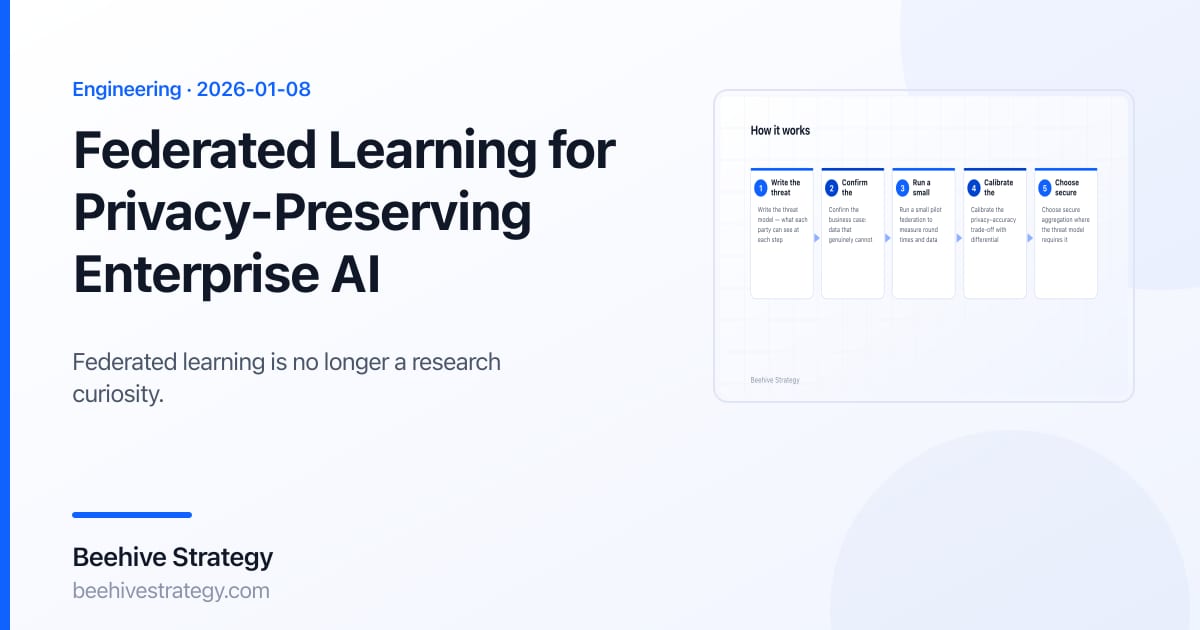 Engineering · 2026-01-08
Federated Learning for
Privacy-Preserving
Enterprise AI
Federated learning is no longer a research
curiosity.
Beehive Strategy
beehivestrategy.com
How it works
1 Write the
threat
Write the threat
model — what each
party can see at
each step
2 Confirm
the
Confirm the
business case:
data that
genuinely cannot
3 Run a
small
Run a small pilot
federation to
measure round
times and data
4 Calibrate
the
Calibrate the
privacy-accuracy
trade-off with
differential
5 Choose
secure
Choose secure
aggregation where
the threat model
requires it
Beehive Strategy